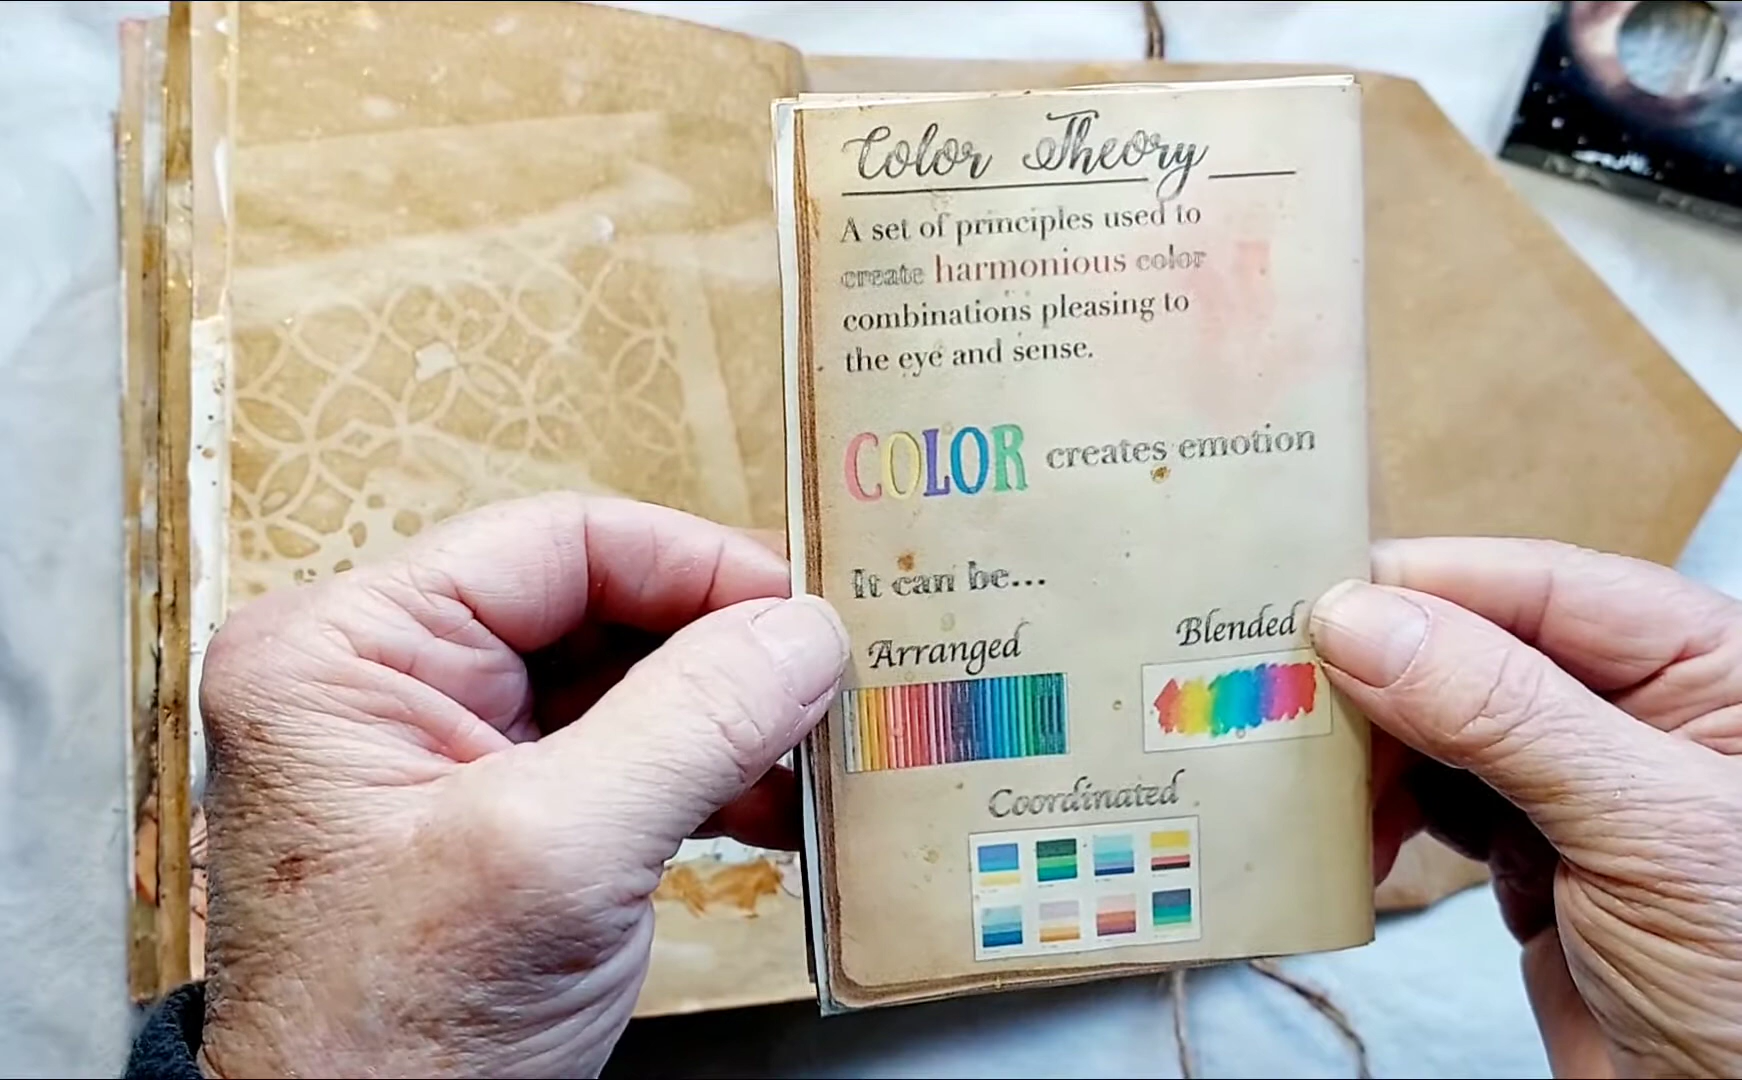 Color Theory
A set of principles used to
create harmonious color
combinations pleasing to
the eye and sense.
COLOR creates emotion
It can be...
Arranged
Blended
Coordinated